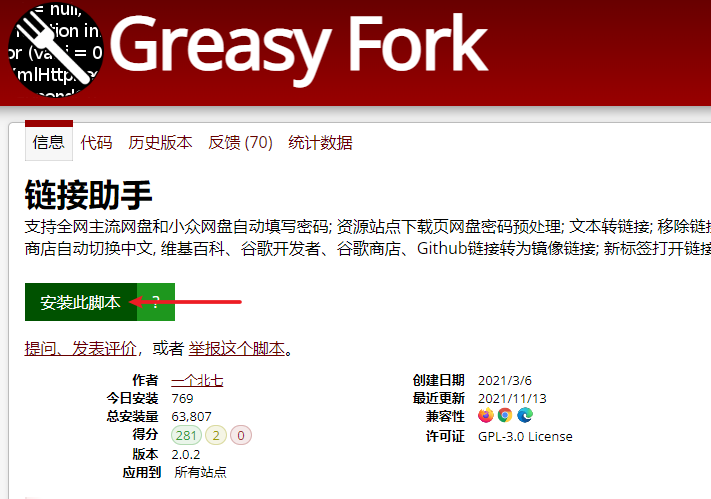 = null,
or (va i = 0
XmlHttp
Greasy Fork
信息 代码 历史版本 反馈 (70) 统计数据
链接助手
支持全网主流网盘和小众网盘自动填写密码; 资源站点下载页网盘密码预处理; 文本转链接; 移除链接
商店自动切换中文, 维基百科、谷歌开发者、谷歌商店、Github链接转为镜像链接; 新标签打开链接
安装此脚本 ?
提问、发表评价，或者 举报这个脚本。
作者 一个北七 创建日期 2021/3/6
今日安装 769 最近更新 2021/11/13
总安装量 63,807 兼容性
得分 281 2 0 许可证 GPL-3.0 License
版本 2.0.2
应用到 所有站点